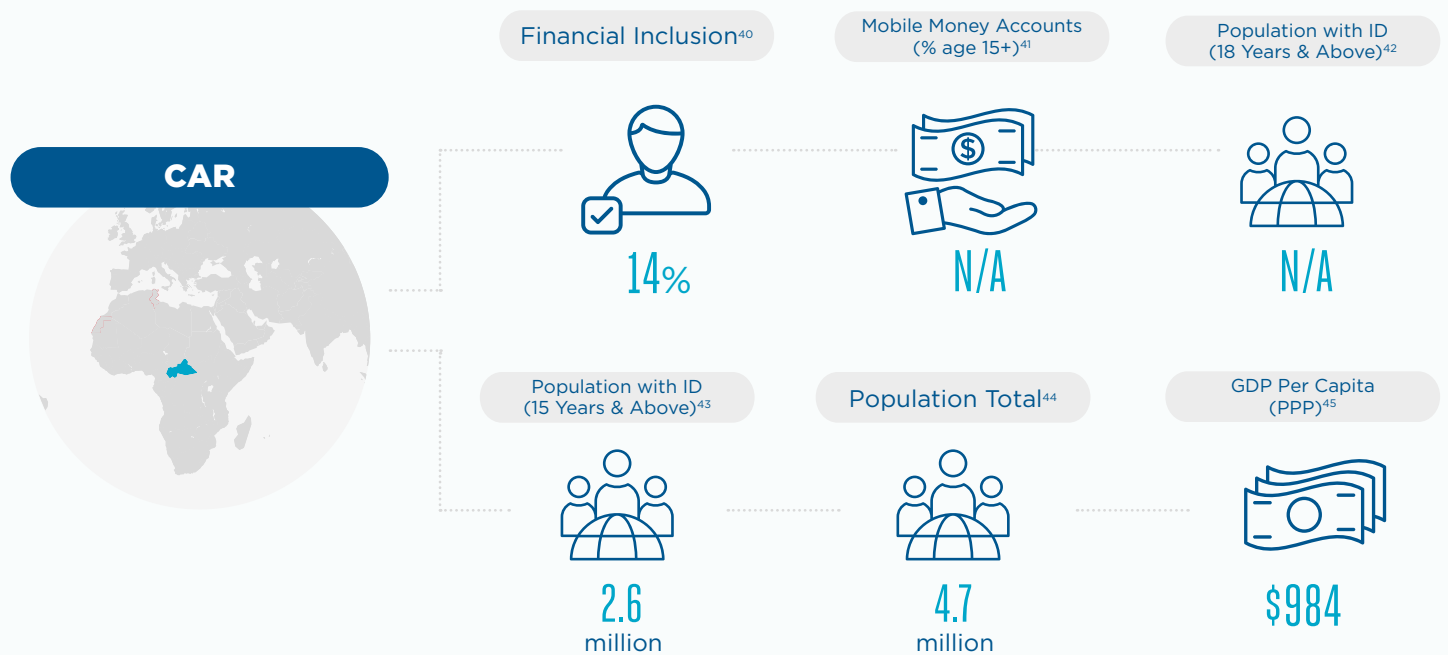 CAR
Financial Inclusion⁴⁰
14%
Mobile Money Accounts
(% age 15+)⁴¹
$
N/A
Population with ID
(18 Years & Above)⁴²
N/A
Population with ID
(15 Years & Above)⁴³
2.6
million
Population Total⁴⁴
4.7
million
GDP Per Capita
(PPP)⁴⁵
$984